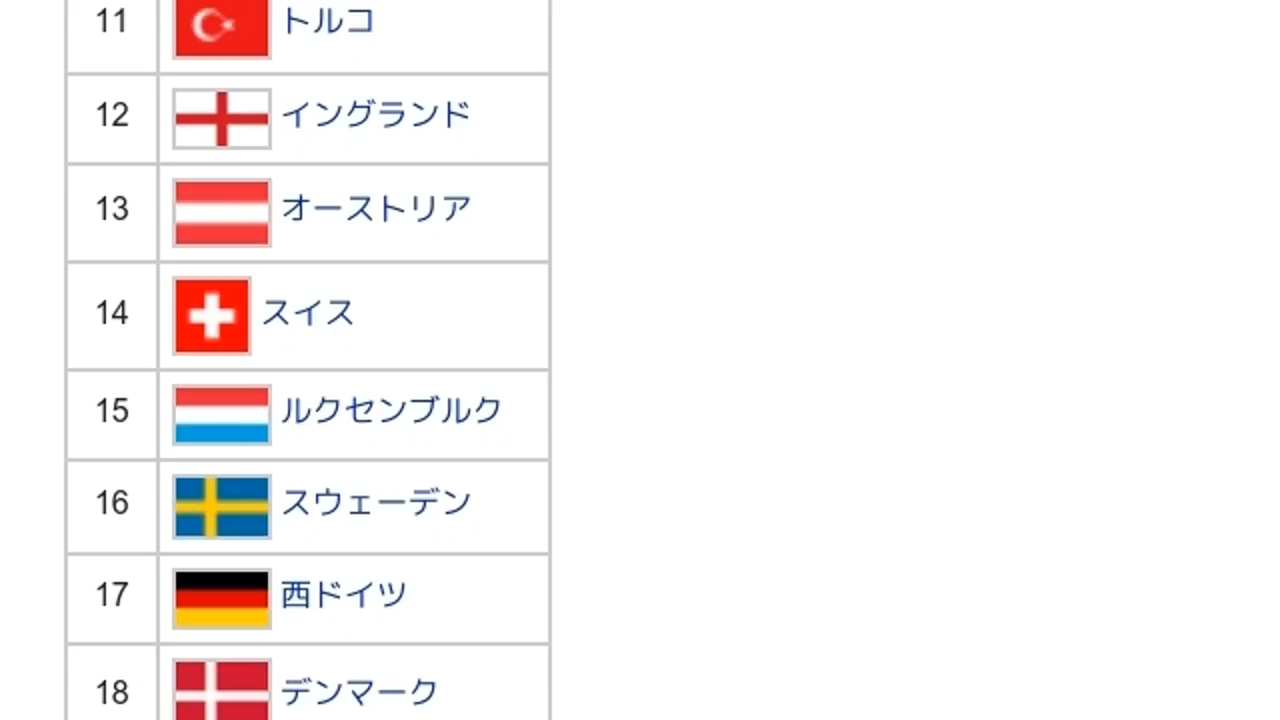 11 トルコ
12 イングランド
13 オーストリア
14 スイス
15 ルクセンブルク
16 スウェーデン
17 西ドイツ
18 デンマーク